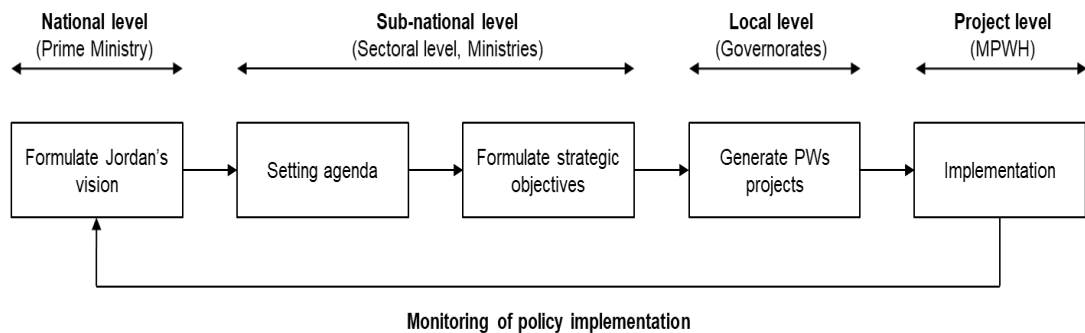 National level
(Prime Ministry)
Sub-national level
(Sectoral level, Ministries)
Local level
(Governorates)
Project level
(MPWH)
Formulate Jordan’s
vision
Setting agenda
Formulate strategic
objectives
Generate PWs
projects
Implementation
Monitoring of policy implementation